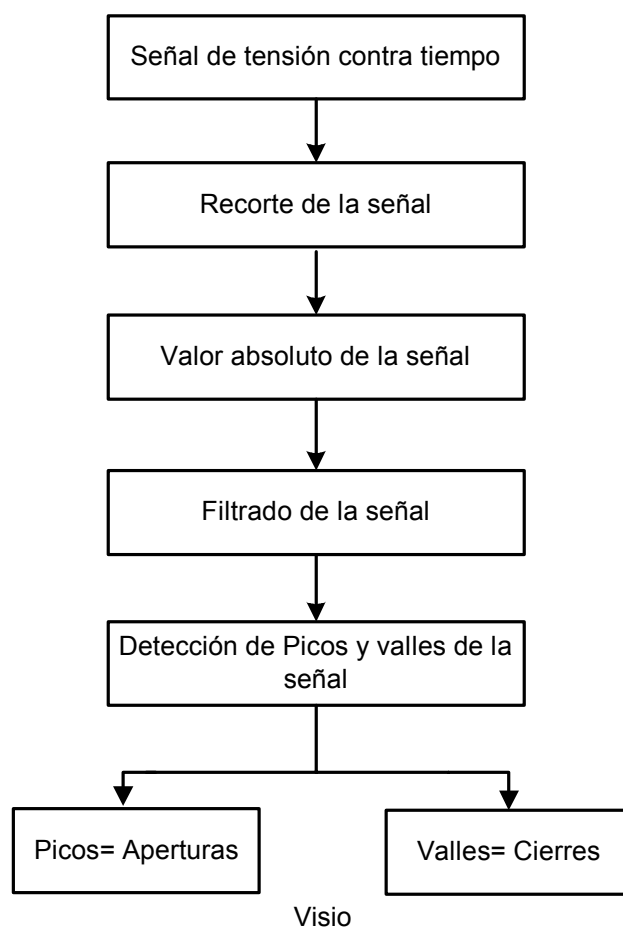 Señal de tensión contra tiempo
Recorte de la señal
Valor absoluto de la señal
Filtrado de la señal
Detección de Picos y valles de la
señal
Picos= Aperturas
Valles= Cierres
Visio